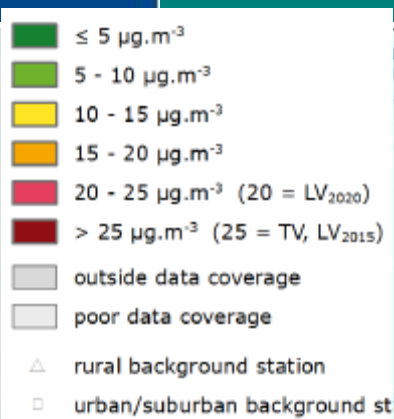 ≤ 5 µg.m⁻³
5 - 10 µg.m⁻³
10 - 15 µg.m⁻³
15 - 20 µg.m⁻³
20 - 25 µg.m⁻³ (20 = LV₂₀₂₀)
> 25 µg.m⁻³ (25 = TV, LV₂₀₁₅)
outside data coverage
poor data coverage
rural background station
urban/suburban background st